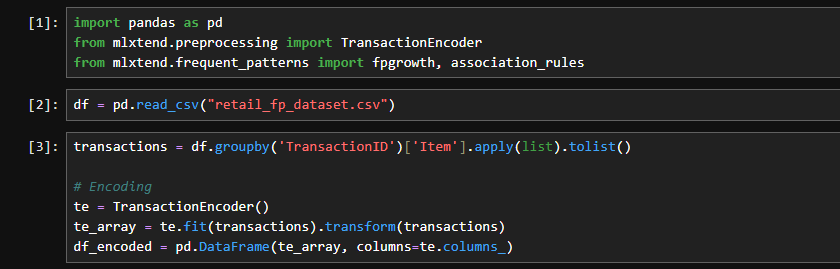 [1]: import pandas as pd
from mlxtend.preprocessing import TransactionEncoder
from mlxtend.frequent_patterns import fpgrowth, association_rules
[2]: df = pd.read_csv("retail_fp_dataset.csv")
[3]: transactions = df.groupby('TransactionID')['Item'].apply(list).tolist()
# Encoding
te = TransactionEncoder()
te_array = te.fit(transactions).transform(transactions)
df_encoded = pd.DataFrame(te_array, columns=te.columns_)